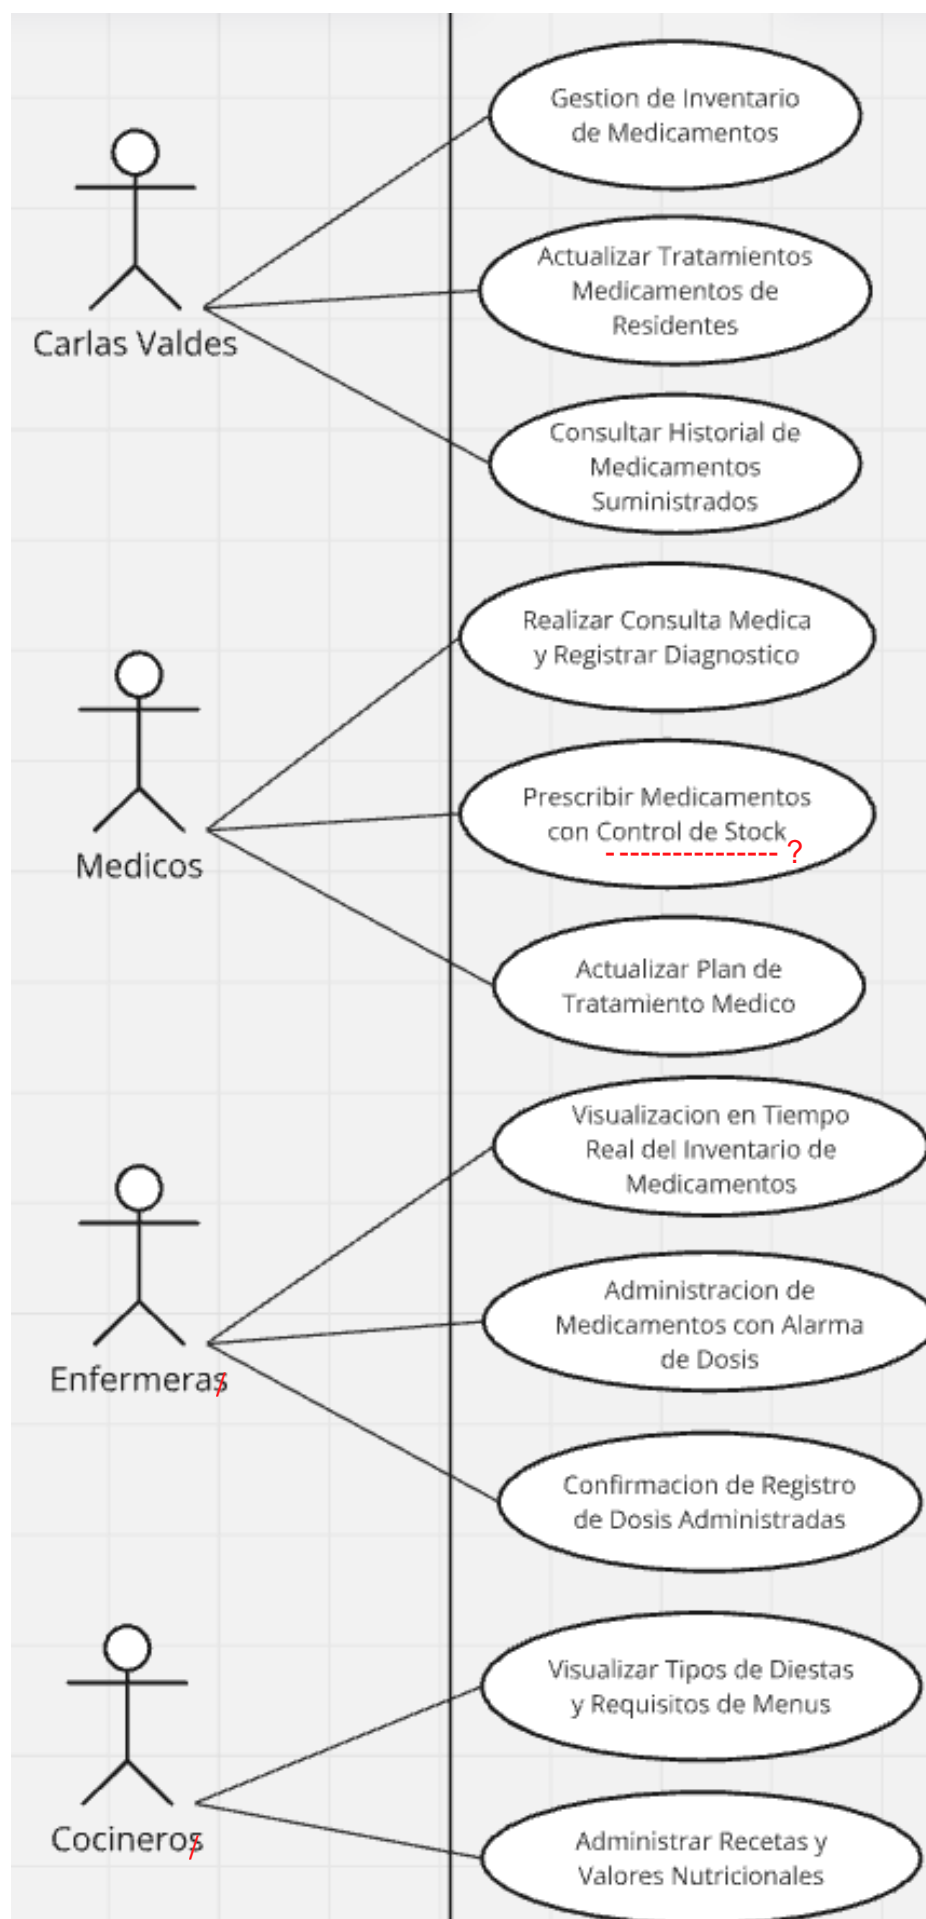 Gestion de Inventario
de Medicamentos
Actualizar Tratamientos
Medicamentos de
Residentes
Carlas Valdes
Consultar Historial de
Medicamentos
Suministrados
Realizar Consulta Medica
y Registrar Diagnostico
Prescribir Medicamentos
con Control de Stock ?
Medicos
Actualizar Plan de
Tratamiento Medico
Visualizacion en Tiempo
Real del Inventario de
Medicamentos
Administracion de
Medicamentos con Alarma
de Dosis
Enfermeras
Confirmacion de Registro
de Dosis Administradas
Visualizar Tipos de Diestas
y Requisitos de Menus
Cocineros
Administrar Recetas y
Valores Nutricionales